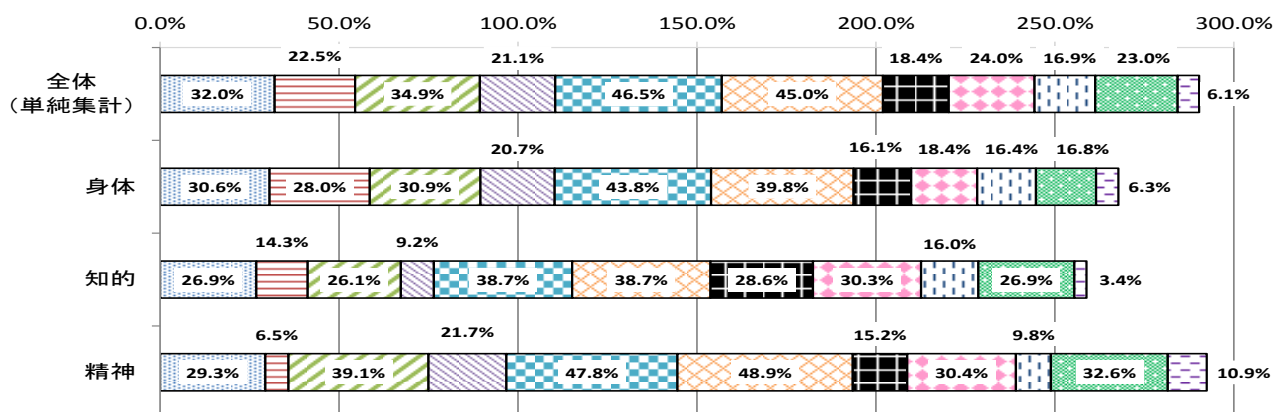 0.0% 50.0% 100.0% 150.0% 200.0% 250.0% 300.0%
22.5% 21.1% 18.4% 24.0% 16.9% 23.0%
全体
(単純集計)
32.0% 34.9% 46.5% 45.0% 6.1%
20.7% 16.1% 18.4% 16.4% 16.8%
身体 30.6% 28.0% 30.9% 43.8% 39.8% 6.3%
14.3% 9.2% 16.0%
知的 26.9% 26.1% 38.7% 38.7% 28.6% 30.3% 26.9% 3.4%
6.5% 21.7% 15.2% 9.8%
精神 29.3% 39.1% 47.8% 48.9% 30.4% 32.6% 10.9%